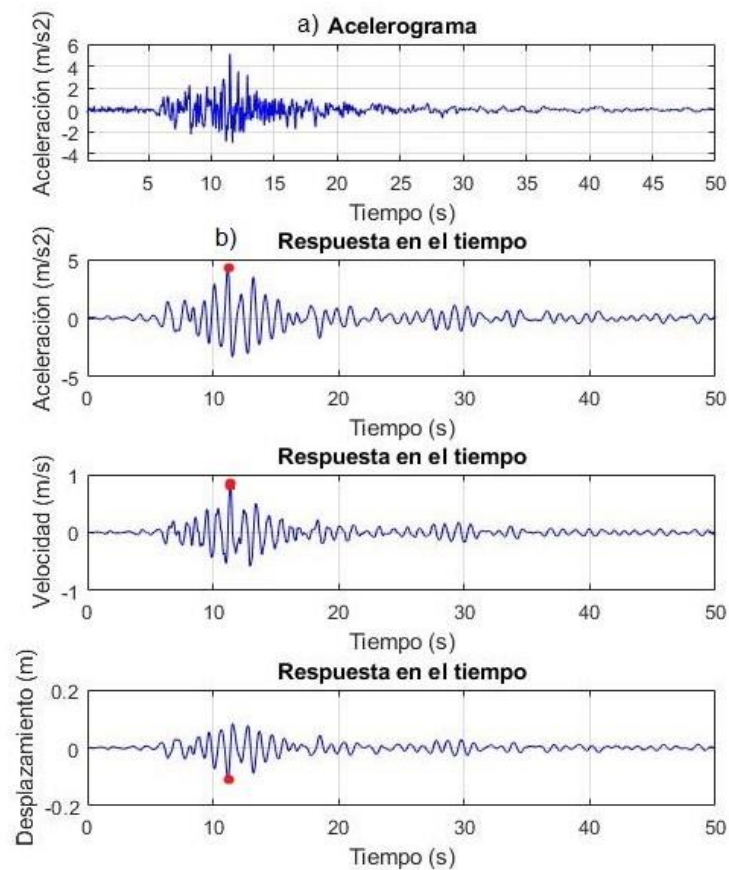 a) Acelerograma
Aceleración (m/s2)
6
4
2
0
-2
-4
5 10 15 20 25 30 35 40 45 50
Tiempo (s)
b) Respuesta en el tiempo
Aceleración (m/s2)
5
0
-5
0 10 20 30 40 50
Tiempo (s)
Respuesta en el tiempo
Velocidad (m/s)
1
0
-1
0 10 20 30 40 50
Tiempo (s)
Respuesta en el tiempo
Desplazamiento (m)
0.2
0
-0.2
0 10 20 30 40 50
Tiempo (s)